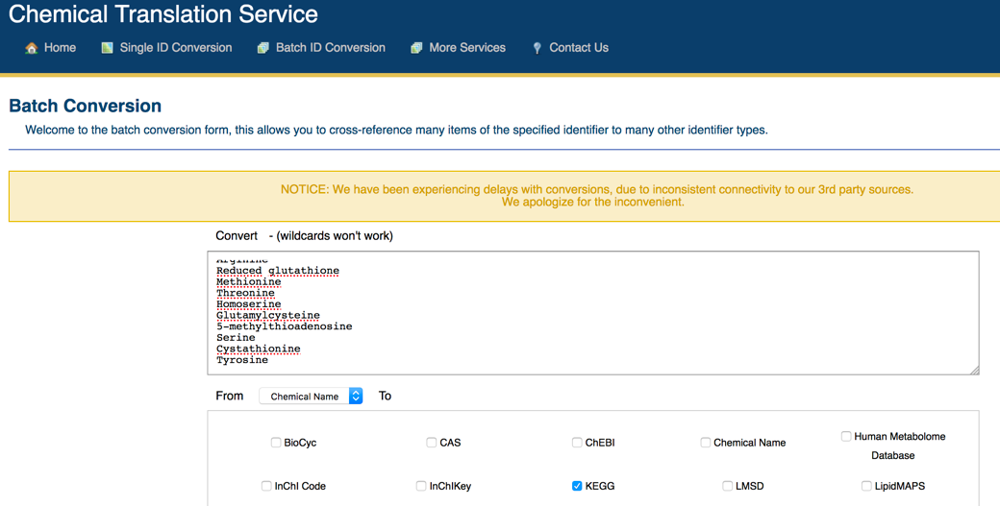 Chemical Translation Service
Home Single ID Conversion Batch ID Conversion More Services Contact Us
Batch Conversion
Welcome to the batch conversion form, this allows you to cross-reference many items of the specified identifier to many other identifier types.
NOTICE: We have been experiencing delays with conversions, due to inconsistent connectivity to our 3rd party sources.
We apologize for the inconvenient.
Convert - (wildcards won't work)
Arginine
Reduced glutathione
Methionine
Threonine
Homoserine
Glutamylcysteine
5-methylthioadenosine
Serine
Cystathionine
Tyrosine
From Chemical Name To
BioCyc CAS ChEBI Chemical Name Human Metabolome
Database
InChI Code InChIKey KEGG LMSD LipidMAPS